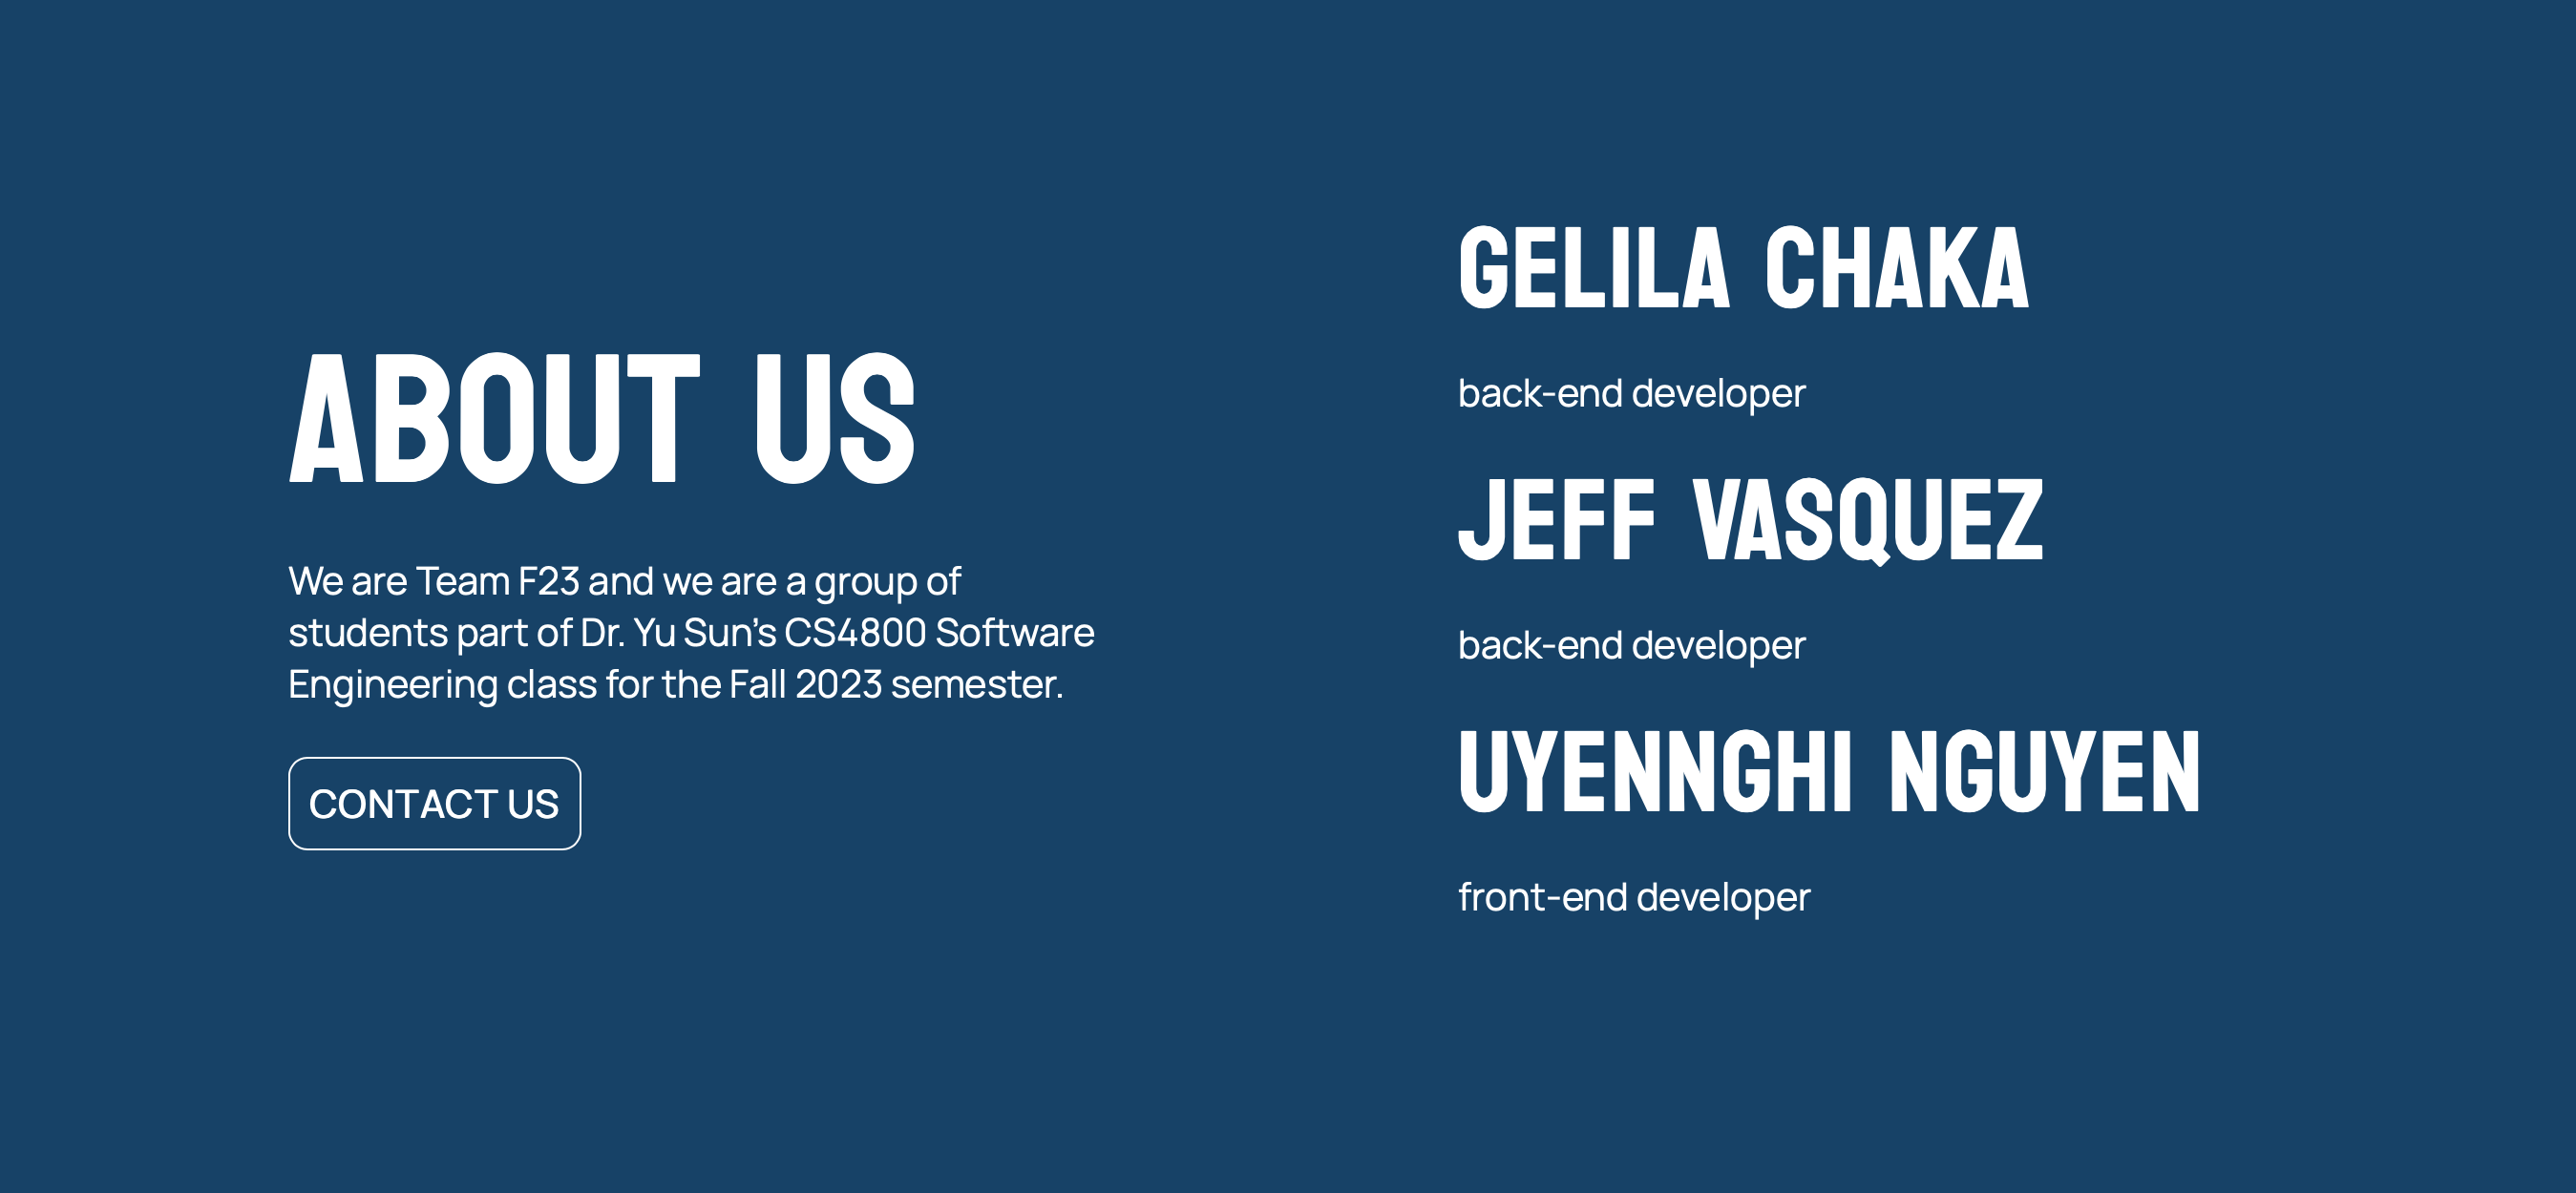 ABOUT US
We are Team F23 and we are a group of
students part of Dr. Yu Sun's CS4800 Software
Engineering class for the Fall 2023 semester.
CONTACT US
GELILA CHAKA
back-end developer
JEFF VASQUEZ
back-end developer
UYENNGHI NGUYEN
front-end developer